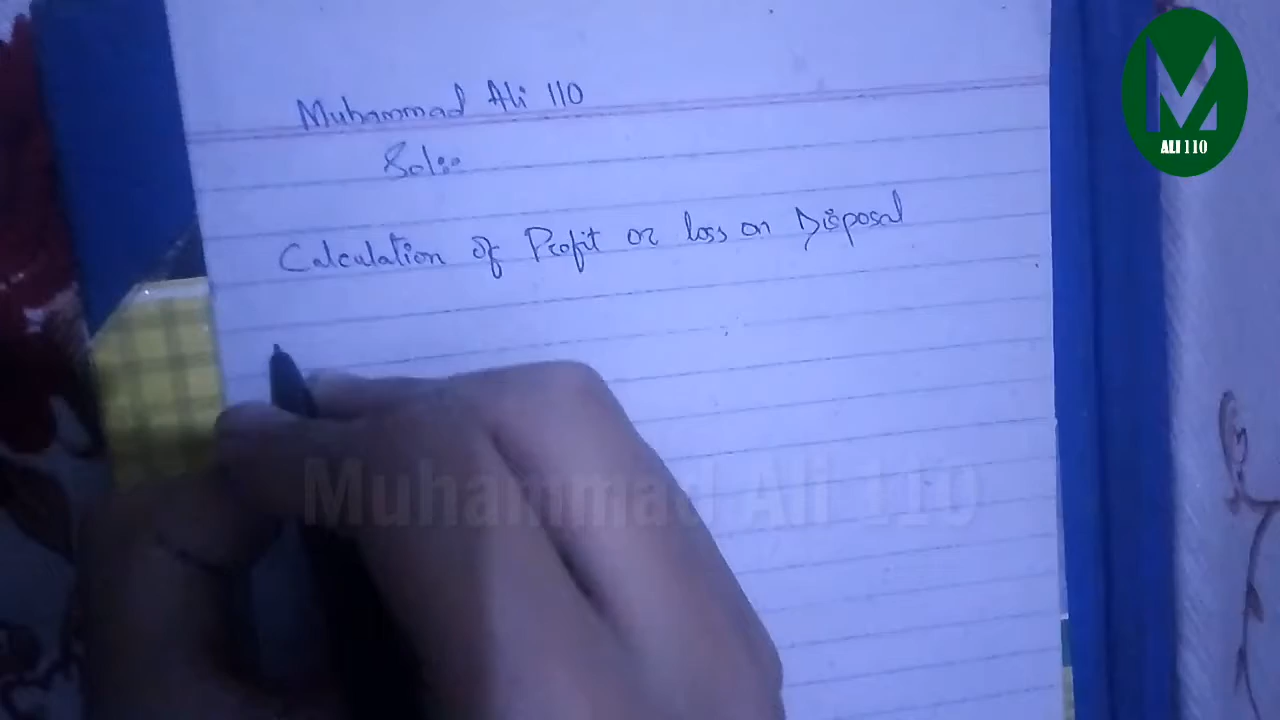 M
ALI 110
Muhammad Ali 110
Sol:-
Calculation of Profit or loss on Disposal
Muhammad Ali 110